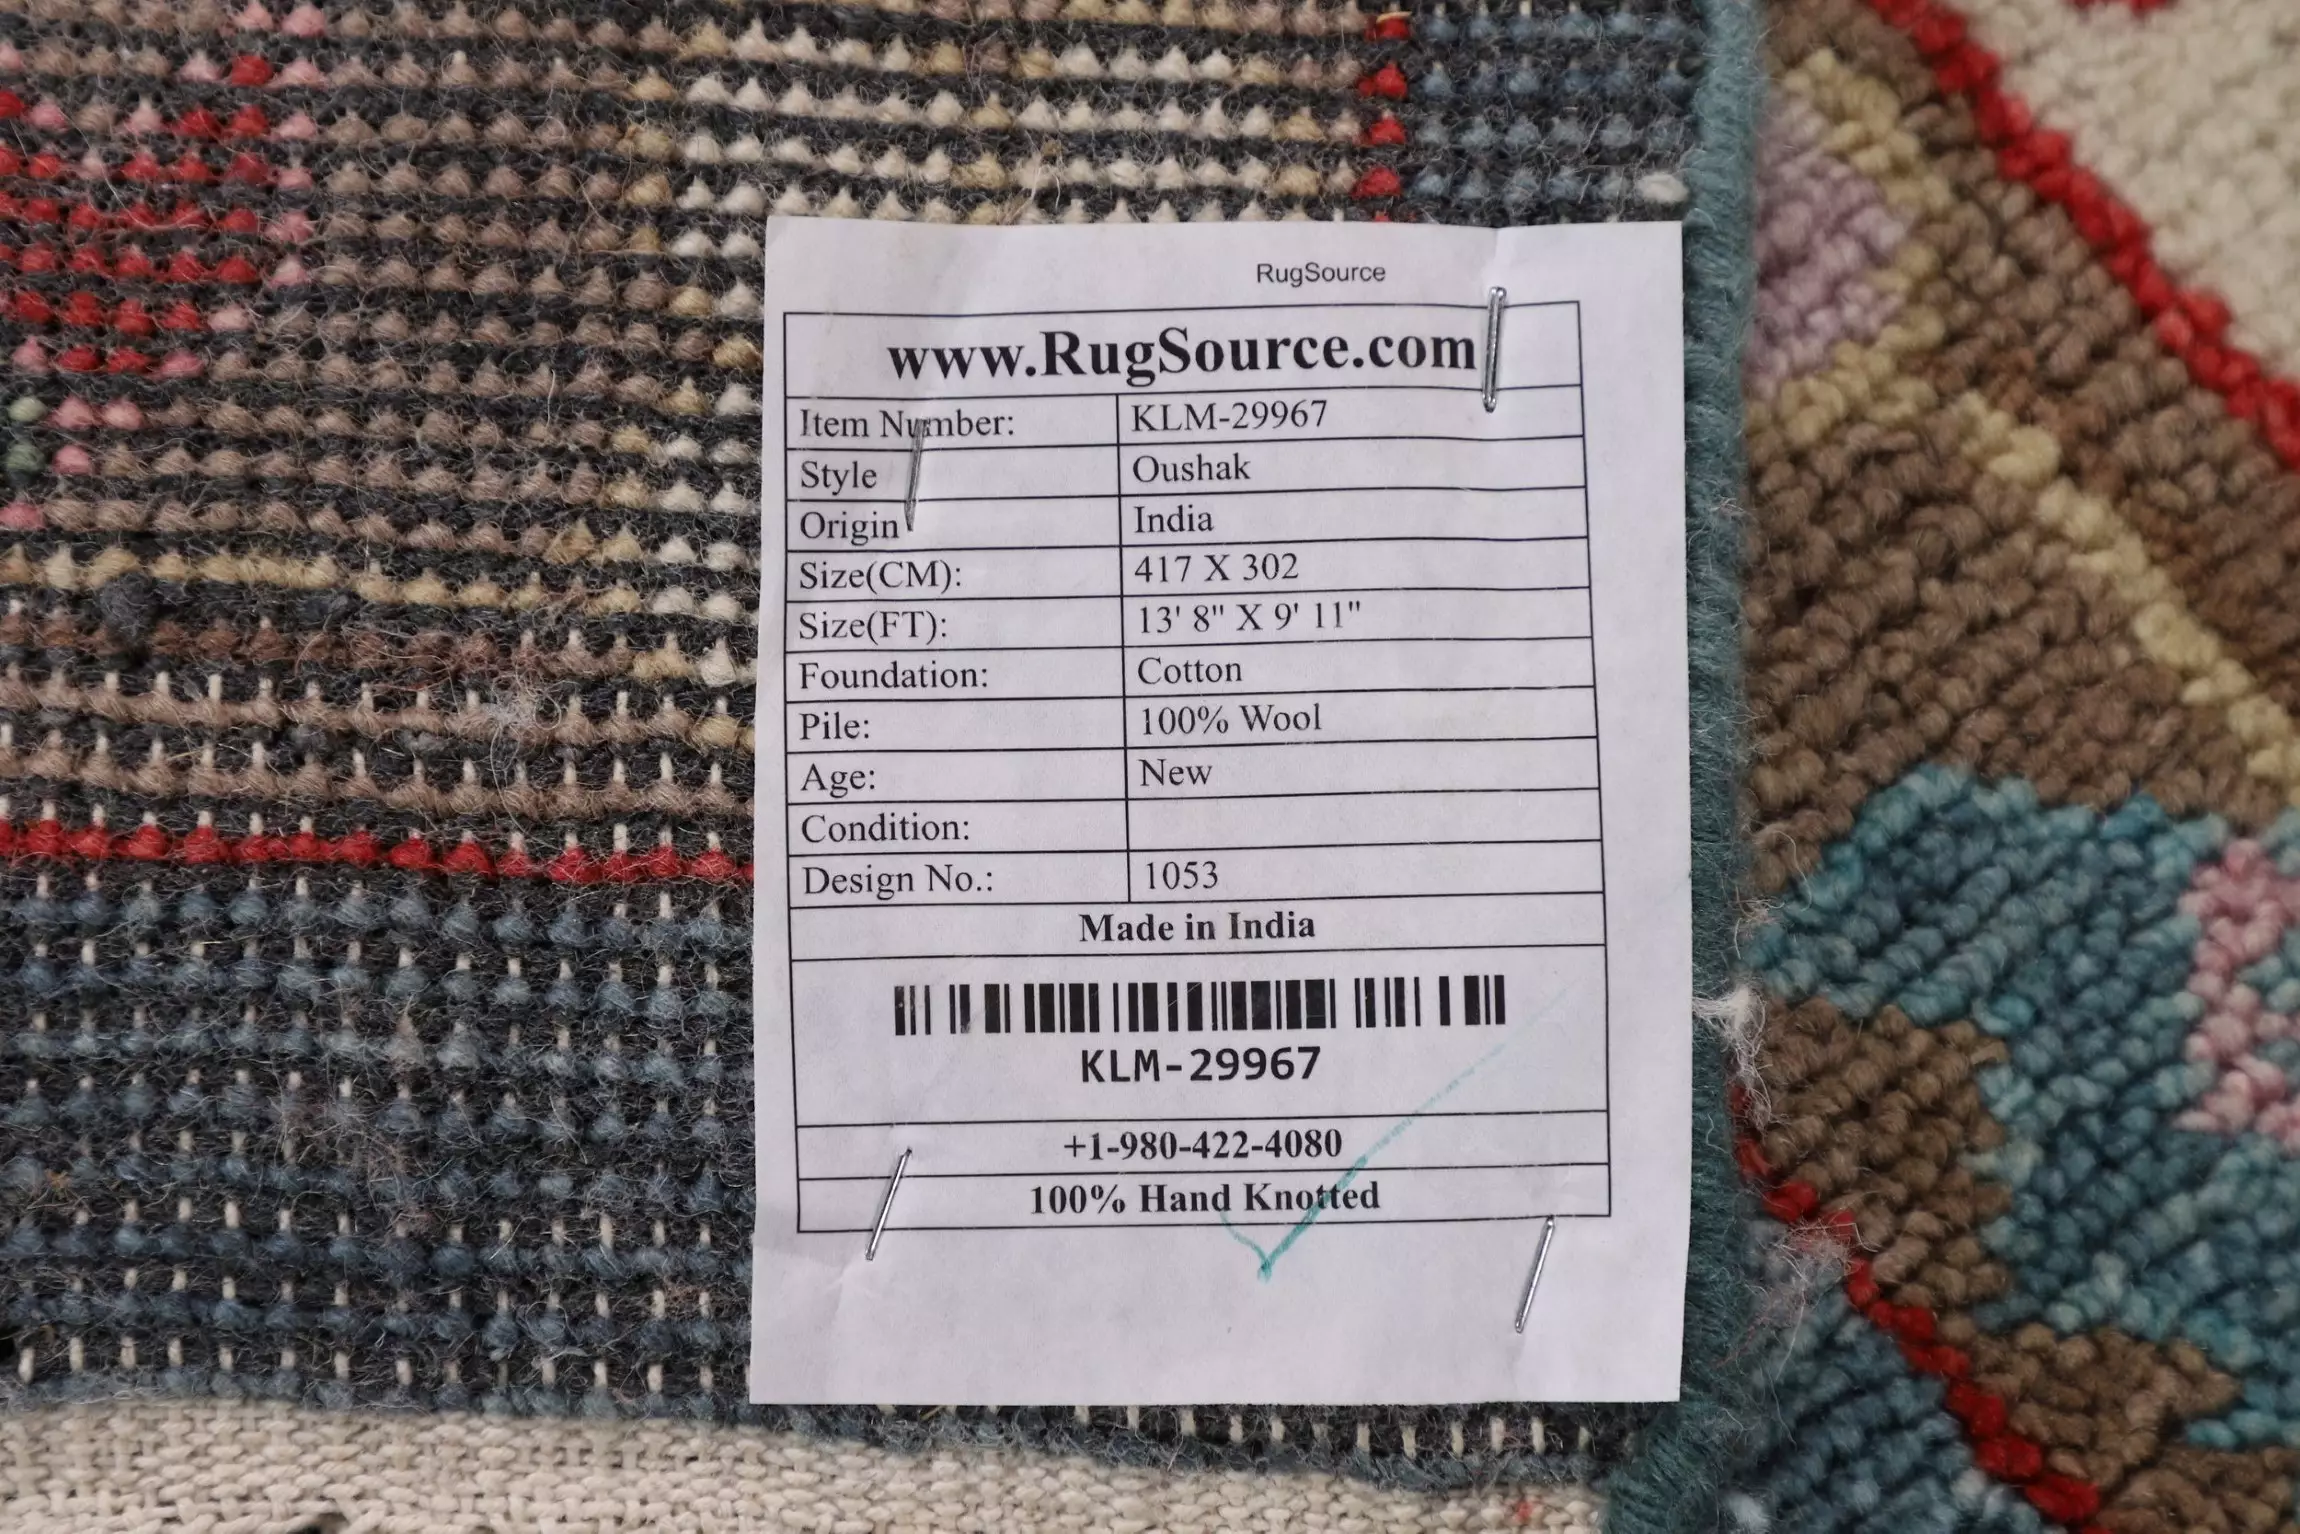 RugSource
www.RugSource.com
Item Number: KLM-29967
Style Oushak
Origin India
Size(CM): 417 X 302
Size(FT): 13' 8" X 9' 11"
Foundation: Cotton
Pile: 100% Wool
Age: New
Condition:
Design No.: 1053
Made in India
KLM-29967
+1-980-422-4080
100% Hand Knotted